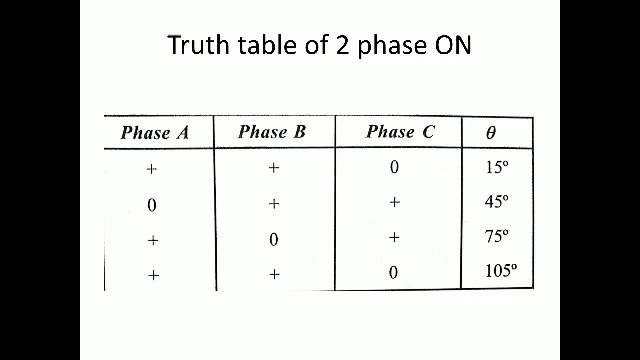 Truth table of 2 phase ON
Phase A Phase B Phase C θ
+ + 0 15°
0 + + 45°
+ 0 + 75°
+ + 0 105°